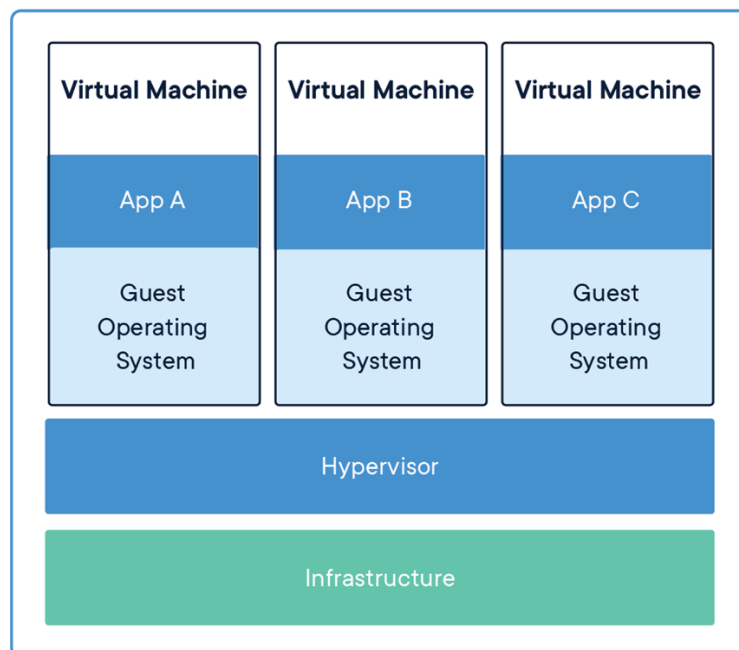 Virtual Machine
App A
Guest
Operating
System
Virtual Machine
App B
Guest
Operating
System
Virtual Machine
App C
Guest
Operating
System
Hypervisor
Infrastructure